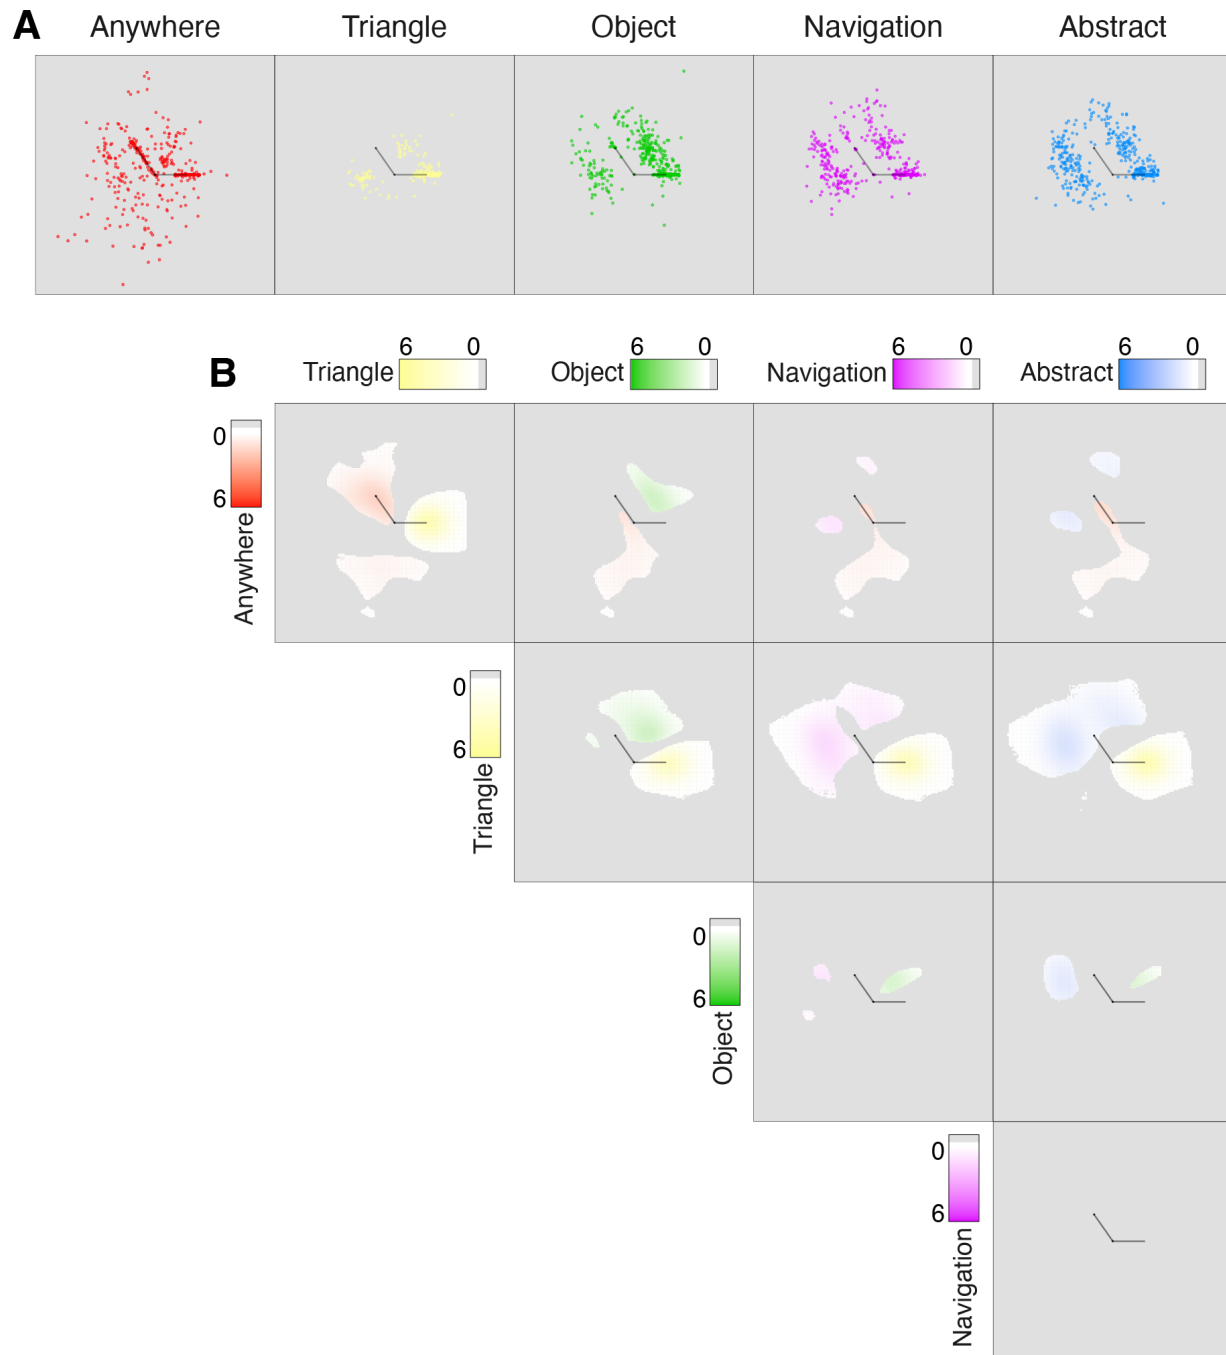 A Anywhere Triangle Object Navigation Abstract
B Triangle 6 0 Object 6 0 Navigation 6 0 Abstract 6 0
0
6
Anywhere
0
6
Triangle
0
6
Object
0
6
Navigation